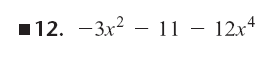 ■ 12. −3x² − 11 − 12x⁴